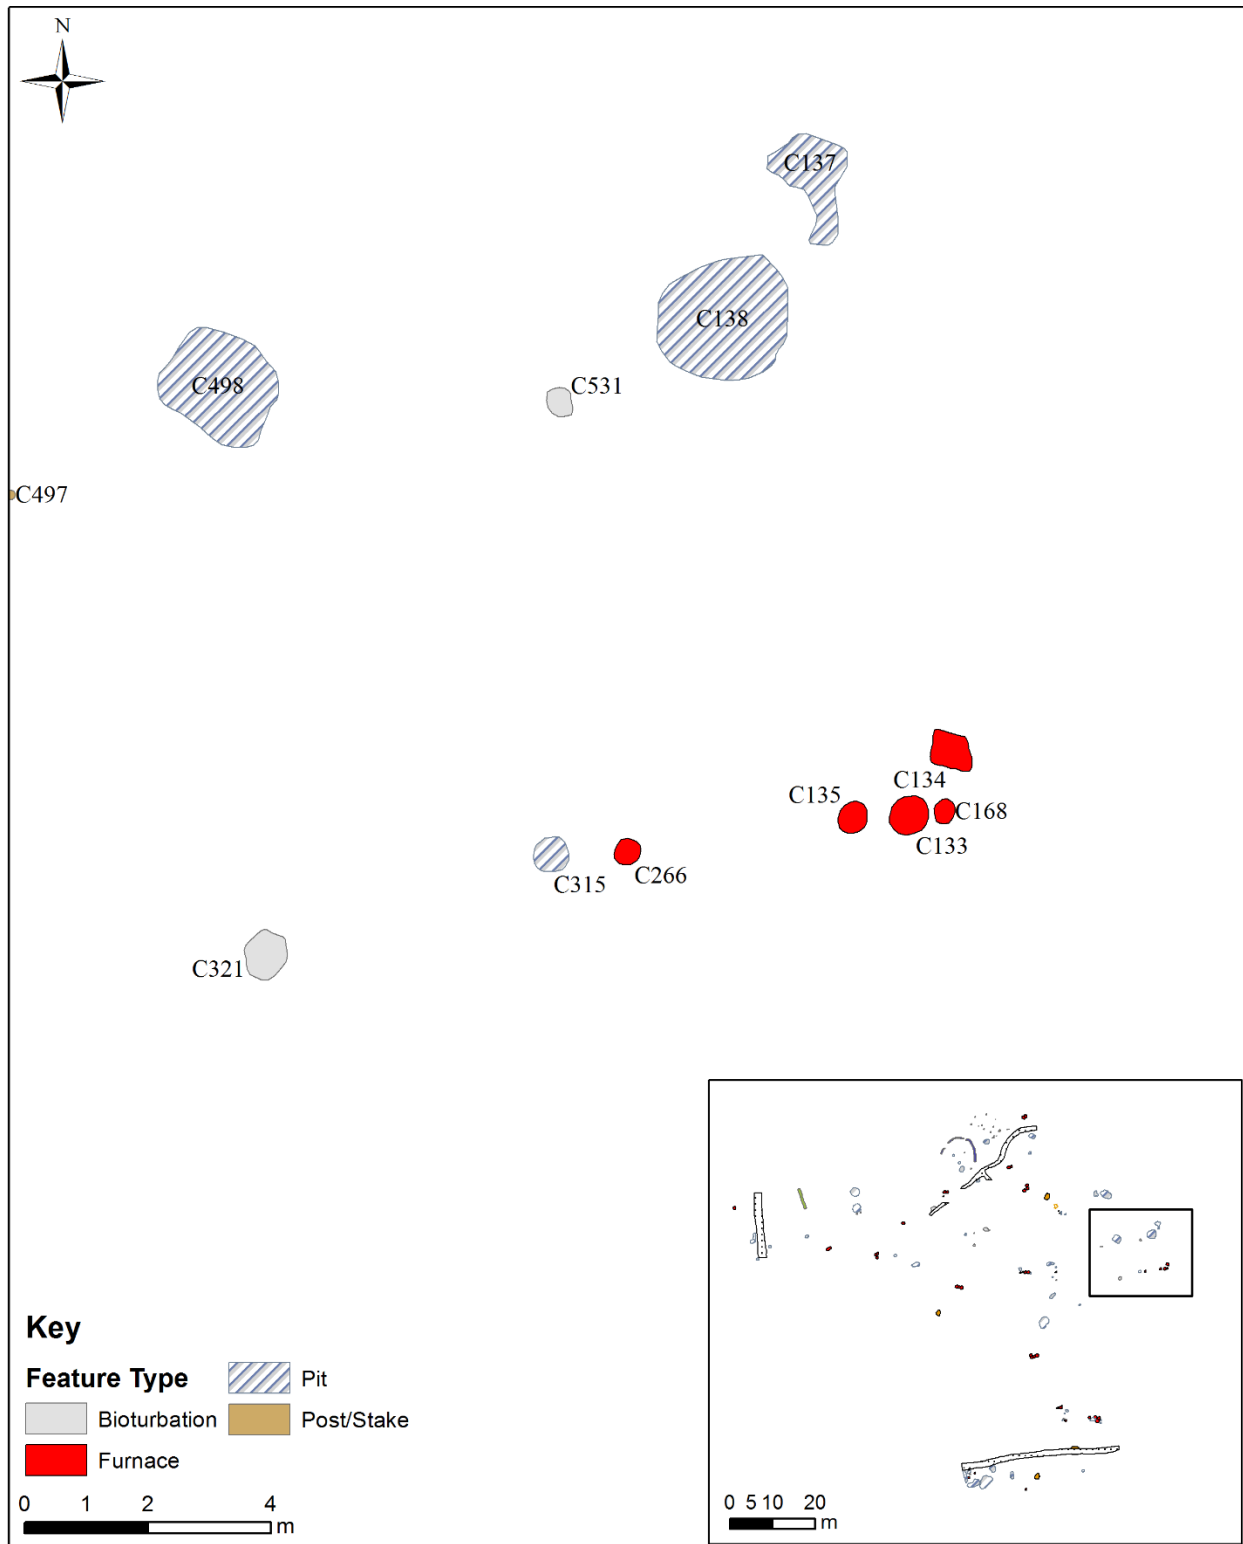 N
C137
C138
C498
C531
C497
C134
C135
C168
C133
C315
C266
C321
Key
Feature Type
Pit
Bioturbation
Post/Stake
Furnace
0 1 2 4
m
0 5 10 20
m